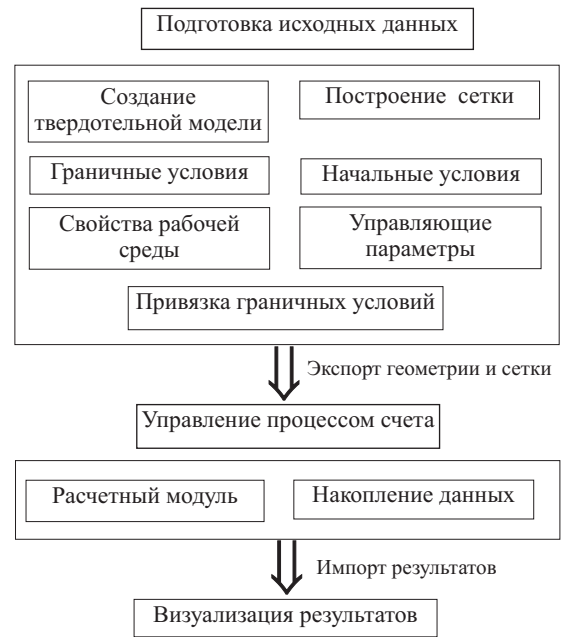 Подготовка исходных данных
Создание
твердотельной модели
Построение сетки
Граничные условия
Начальные условия
Свойства рабочей
среды
Управляющие
параметры
Привязка граничных условий
Экспорт геометрии и сетки
Управление процессом счета
Расчетный модуль
Накопление данных
Импорт результатов
Визуализация результатов